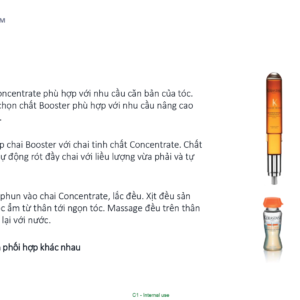 M
oncentrate phù hợp với nhu cầu căn bản của tóc.
chọn chất Booster phù hợp với nhu cầu nâng cao
.
p chai Booster với chai tinh chất Concentrate. Chất
ự động rót đầy chai với liều lượng vừa phải và tự
phun vào chai Concentrate, lắc đều. Xịt đều sản
c ẩm từ thân tới ngọn tóc. Massage đều trên thân
lại với nước.
phối hợp khác nhau
C1 - Internal use